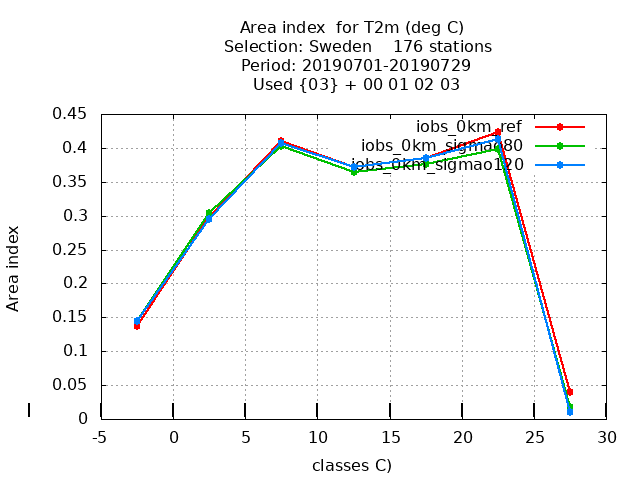 Area index  for T2m (deg C)
Selection: Sweden    176 stations
Period: 20190701-20190729
Used {03} + 00 01 02 03
iobs_0km_ref
iobs_0km_sigmao80
iobs_0km_sigmao120
0.45
0.4
0.35
0.3
0.25
0.2
0.15
0.1
0.05
0
Area index
-5
0
5
10
15
20
25
30
classes C)